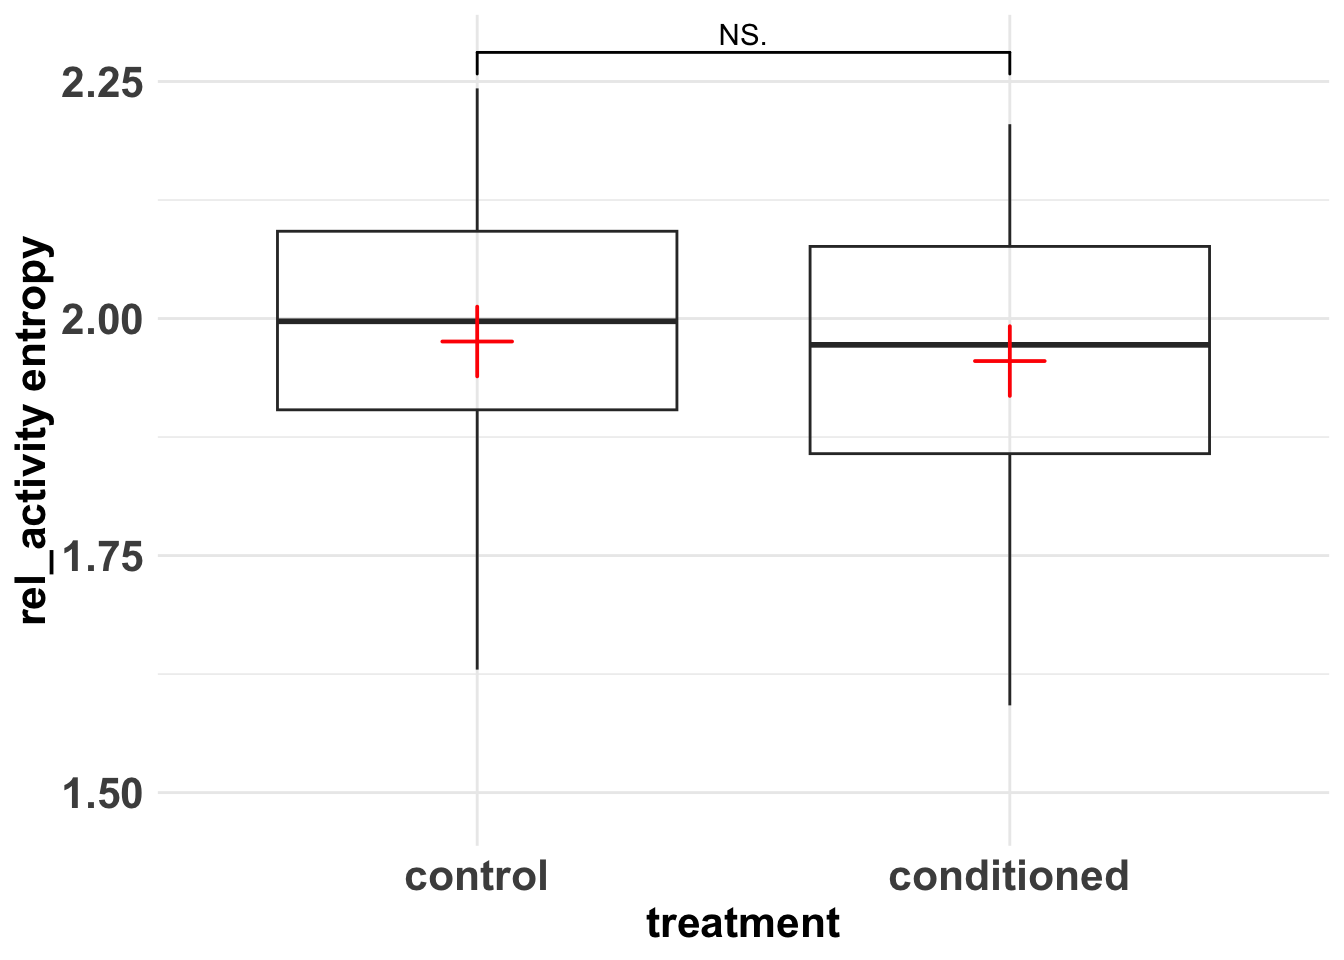 NS.
2.25
2.00
1.75
1.50
rel_activity entropy
control
conditioned
treatment